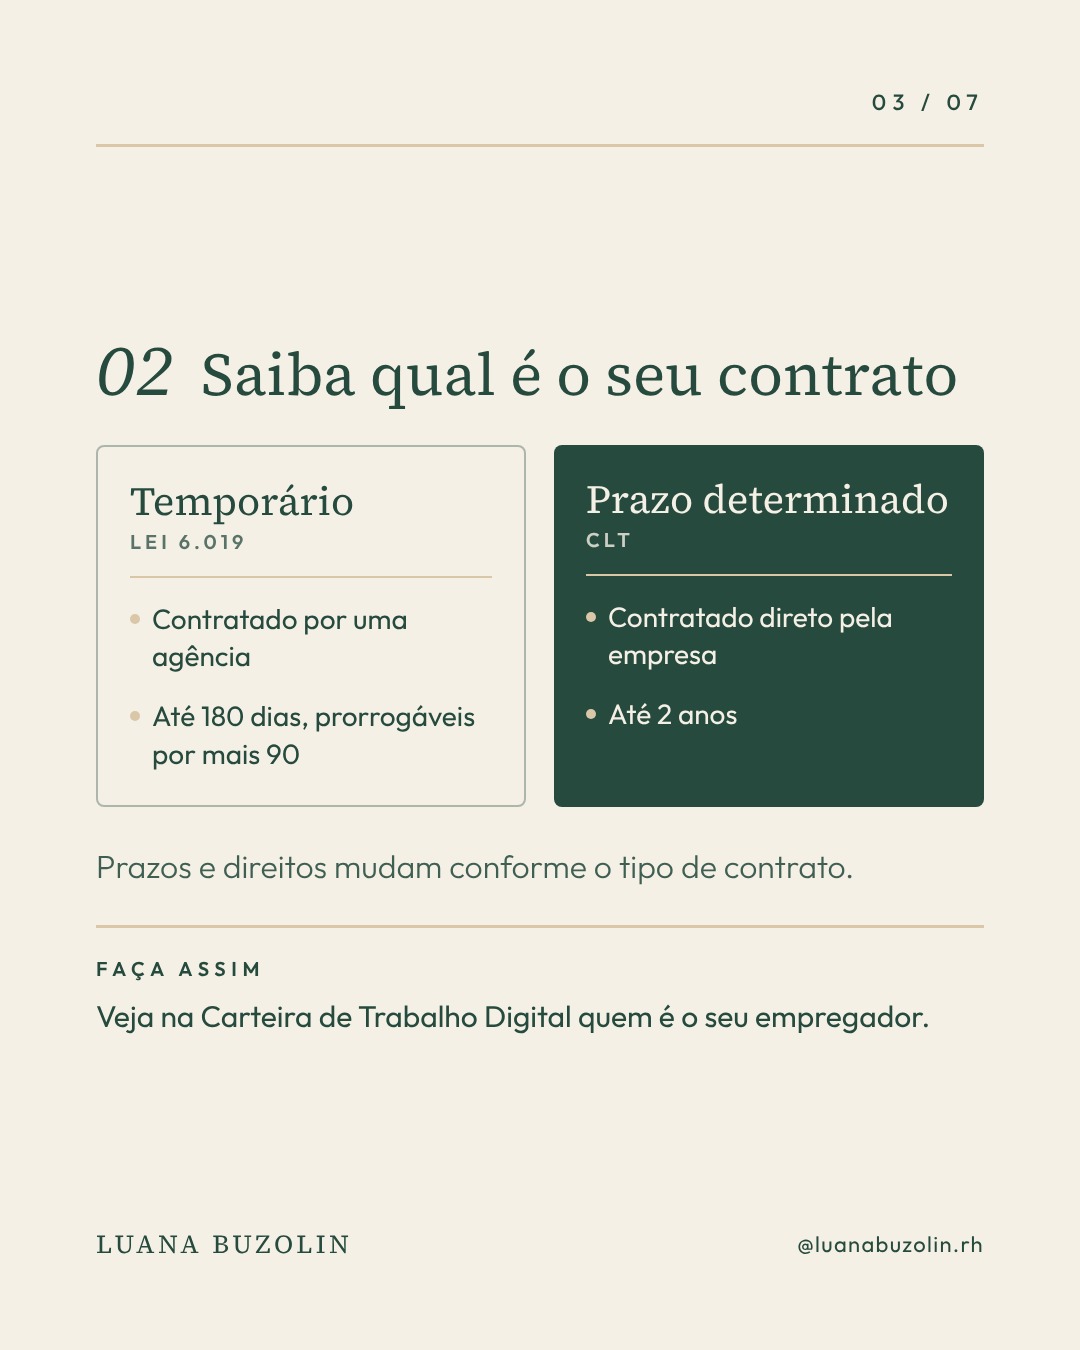 03 / 07
02 Saiba qual é o seu contrato
Temporário
LEI 6.019
Contratado por uma
agência
Até 180 dias, prorrogáveis
por mais 90
Prazo determinado
CLT
Contratado direto pela
empresa
Até 2 anos
Prazos e direitos mudam conforme o tipo de contrato.
FAÇA ASSIM
Veja na Carteira de Trabalho Digital quem é o seu empregador.
LUANA BUZOLIN
@luanabuzolin.rh